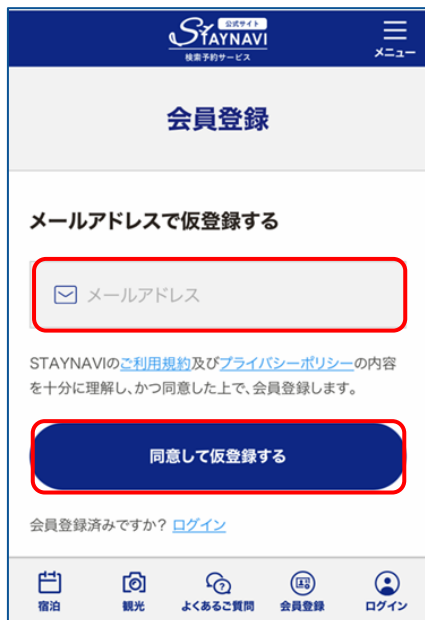 公式サイト
STAYNAVI
検索予約サービス
メニュー
会員登録
メールアドレスで仮登録する
メールアドレス
STAYNAVIのご利用規約及びプライバシーポリシーの内容
を十分に理解し、かつ同意した上で、会員登録します。
同意して仮登録する
会員登録済みですか? ログイン
宿泊 観光 よくあるご質問 会員登録 ログイン